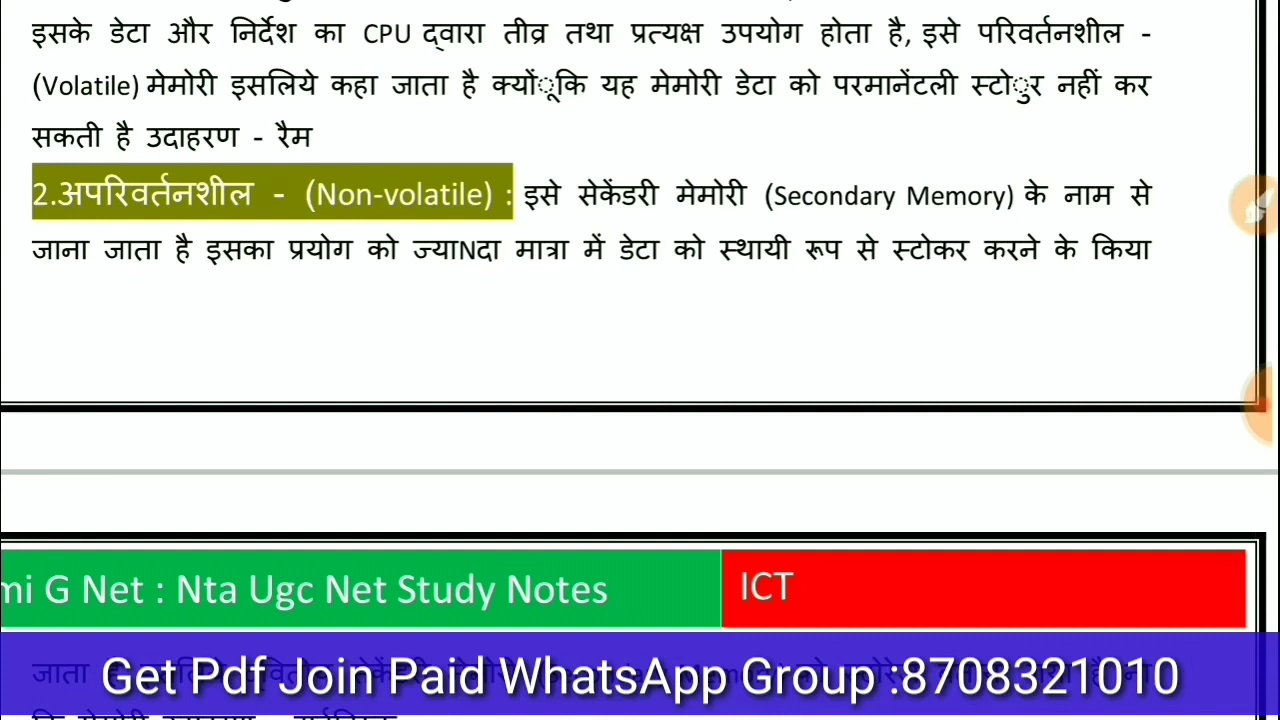 इसके डेटा और निर्देश का CPU द्वारा तीव्र तथा प्रत्यक्ष उपयोग होता है, इसे परिवर्तनशील -
(Volatile) मेमोरी इसलिये कहा जाता है क्योंूकि यह मेमोरी डेटा को परमानेंटली स्टोुर नहीं कर
सकती है उदाहरण - रैम
2.अपरिवर्तनशील - (Non-volatile) : इसे सेकेंडरी मेमोरी (Secondary Memory) के नाम से
जाना जाता है इसका प्रयोग को ज्याNदा मात्रा में डेटा को स्थायी रूप से स्टोकर करने के किया
mi G Net : Nta Ugc Net Study Notes
ICT
जाता
Get Pdf Join Paid WhatsApp Group :8708321010